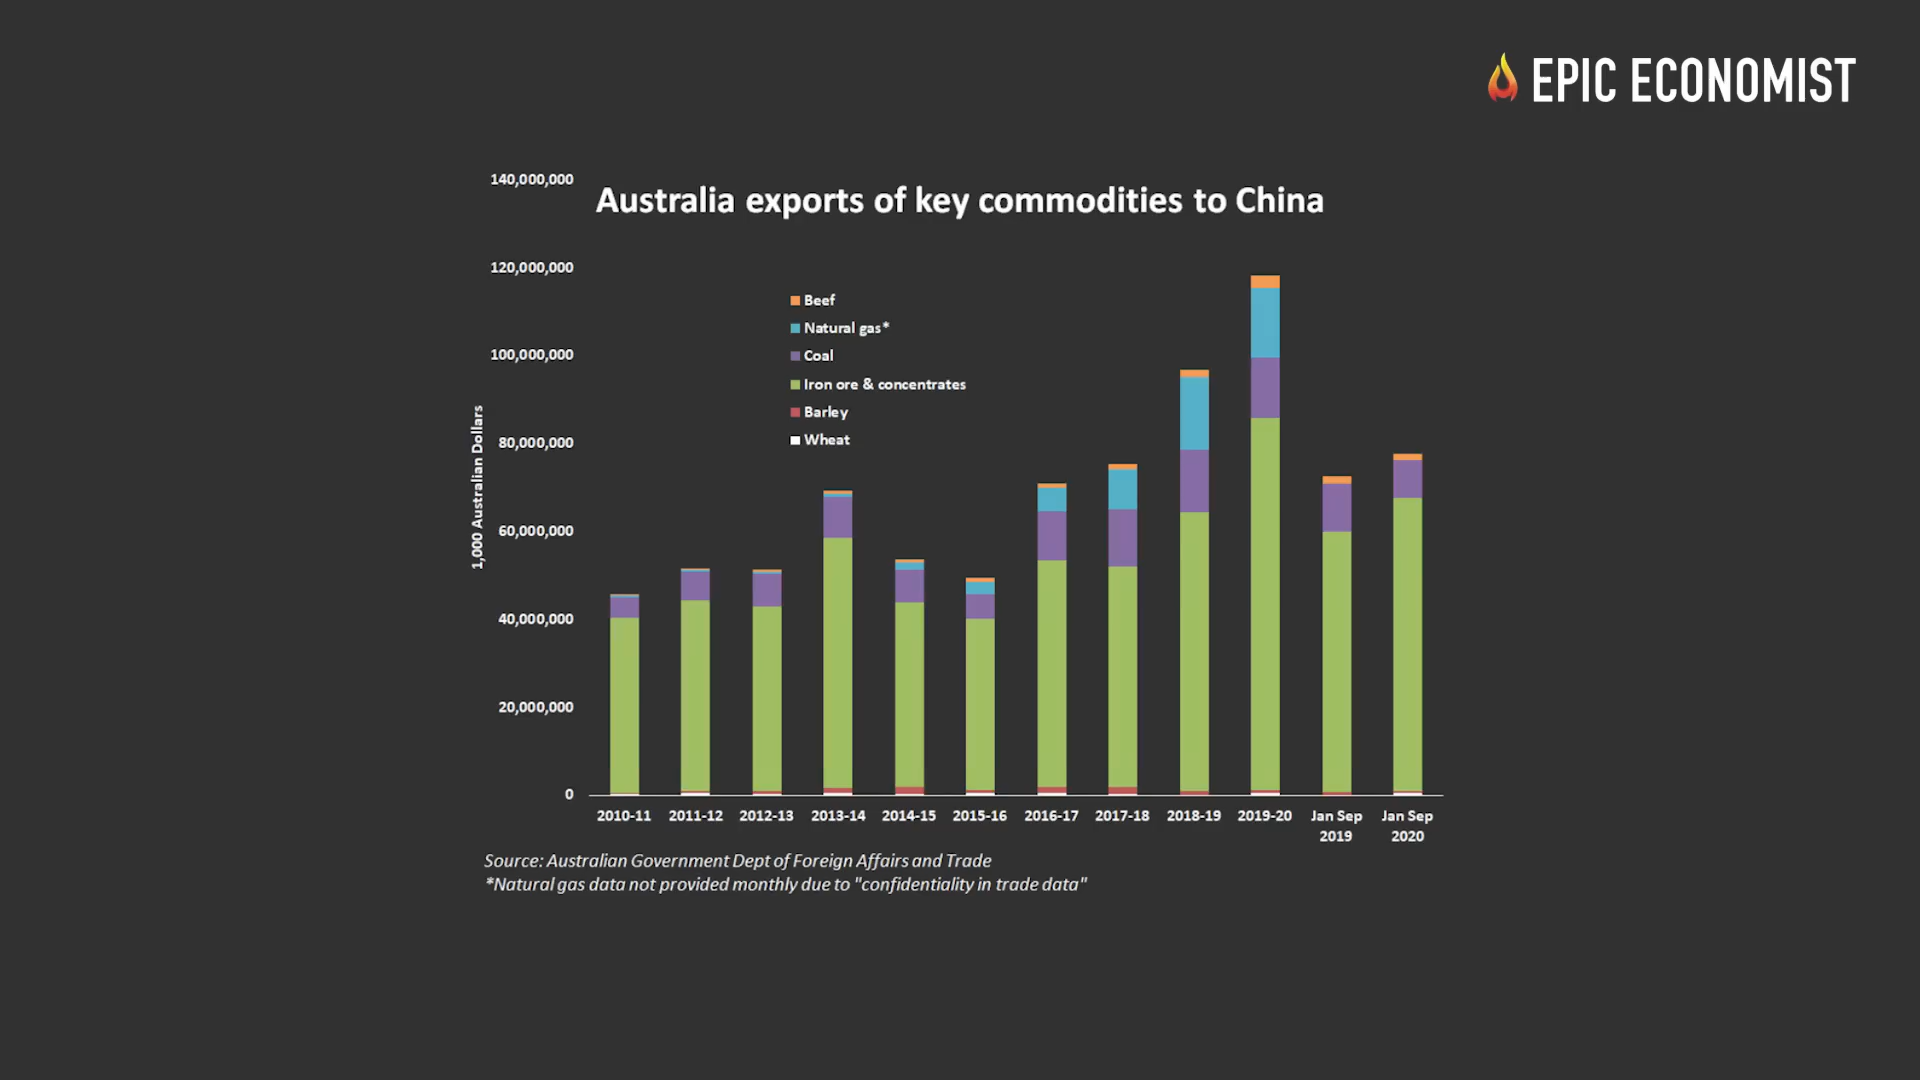 EPIC ECONOMIST
Australia exports of key commodities to China
140,000,000
120,000,000
100,000,000
80,000,000
60,000,000
40,000,000
20,000,000
0
1,000 Australian Dollars
Beef
Natural gas*
Coal
Iron ore & concentrates
Barley
Wheat
2010-11 2011-12 2012-13 2013-14 2014-15 2015-16 2016-17 2017-18 2018-19 2019-20 Jan Sep Jan Sep
2019 2020
Source: Australian Government Dept of Foreign Affairs and Trade
*Natural gas data not provided monthly due to "confidentiality in trade data"